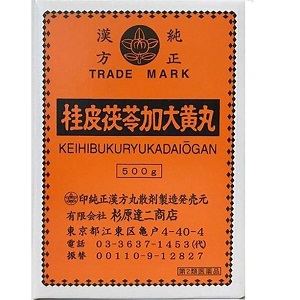 漢 純
方 正
TRADE MARK
桂皮茯苓加大黄丸
KEIHIBUKURYUKADAIŌGAN
500g
印純正漢方丸散剤製造発売元
有限会社 杉原達二商店
東京都江東区亀戸4-40-4
電話 03-3637-1453(代)
振替 00110-9-12827
第2類医薬品